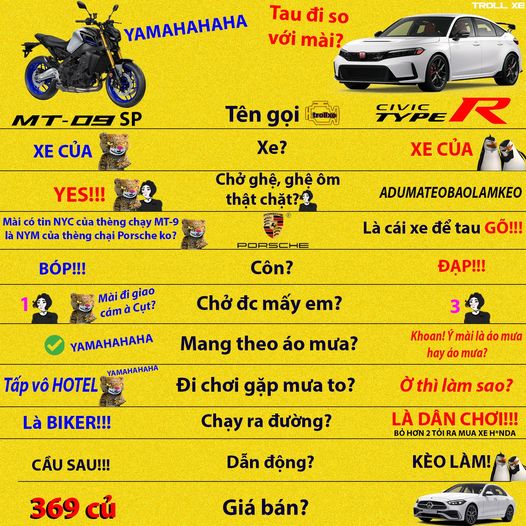 TROLL XE
YAMAHAHAHA
Tau đi so
với mài?
MT-09 SP
Tên gọi
trollxe
CIVIC
TYPE R
XE CỦA
Xe?
XE CỦA
YES!!!
Chở ghệ, ghệ ôm
thật chặt?
ADUMATEOBAOLAMKEO
Mài có tin NYC của thèng chạy MT-9
là NYM của thèng chại Porsche ko?
PORSCHE
Là cái xe để tau GÕ!!!
BÓP!!!
Côn?
ĐẠP!!!
1
Mài đi giao
cám à Cụt?
Chở đc mấy em?
3
YAMAHAHAHA
Mang theo áo mưa?
Khoan! Ý mài là áo mưa
hay áo mưa?
YAMAHAHAHA
Tấp vô HOTEL
Đi chơi gặp mưa to?
Ờ thì làm sao?
Là BIKER!!!
Chạy ra đường?
LÀ DÂN CHƠI!!!
BỎ HƠN 2 TỎI RA MUA XE H*NDA
CẦU SAU!!!
Dẫn động?
KÈO LÀM!
369 củ
Giá bán?